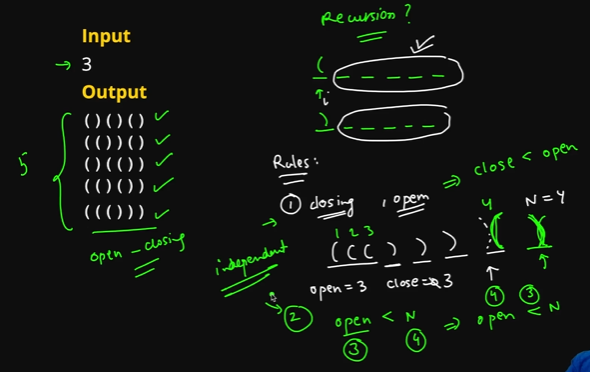 Recursion?
Input
→ 3
Output
( _ _ _ _ _
i
) _ _ _ _ _
5
()()() ✓
()(()) ✓
(())() ✓
(()()) ✓
((())) ✓
open - closing
Rules:
① closing , open ⇒ close < open
independent
1 2 3
4 N = 4
((( ) ) ) ( )
open = 3 close = 3
④ ③
② open < N ⇒ open < N
③ ④